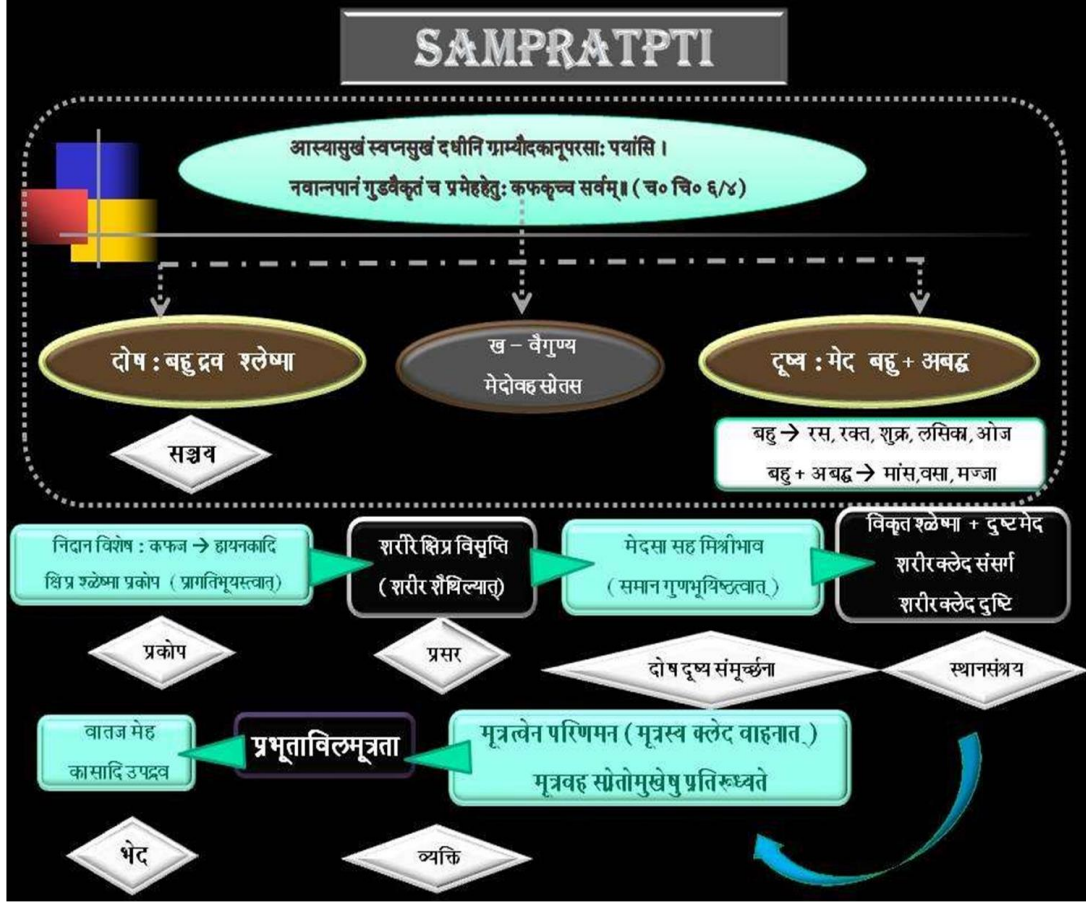 SAMPRATPTI
आस्यासुखं स्वप्नसुखं दधीनि ग्राम्यौदकानूपरसा: पयांसि ।
नवान्नपानं गुडवैकृतं च प्रमेहहेतु: कफकृच्च सर्वम्॥ ( च० चि० ६/४ )
दोष : बहु द्रव श्लेष्मा
ख – वैगुण्य
मेदोवह स्रोतस
दूष्य : मेद बहु + अबद्ध
सञ्चय
बहु → रस, रक्त, शुक्र, लसिका, ओज
बहु + अबद्ध → मांस,वसा, मज्जा
निदान विशेष : कफज → हायनकादि
क्षिप्र श्ळेष्मा प्रकोप ( प्रागतिभूयस्त्वात्)
शरीरे क्षिप्र विसृप्ति
( शरीर शैथिल्यात्)
मेदसा सह मिश्रीभाव
( समान गुणभूयिष्ठत्वात् )
विकृत श्ळेष्मा + दुष्ट मेद
शरीर क्लेद संसर्ग
शरीर क्लेद दुष्टि
प्रकोप
प्रसर
दोष दूष्य संमूर्च्छना
स्थानसंश्रय
वातज मेह
कासादि उपद्रव
प्रभूताविलमूत्रता
मूत्रत्वेन परिणमन ( मूत्रस्य क्लेद वाहनात् )
मूत्रवह स्रोतोमुखेषु प्रतिरूध्यते
भेद
व्यक्ति